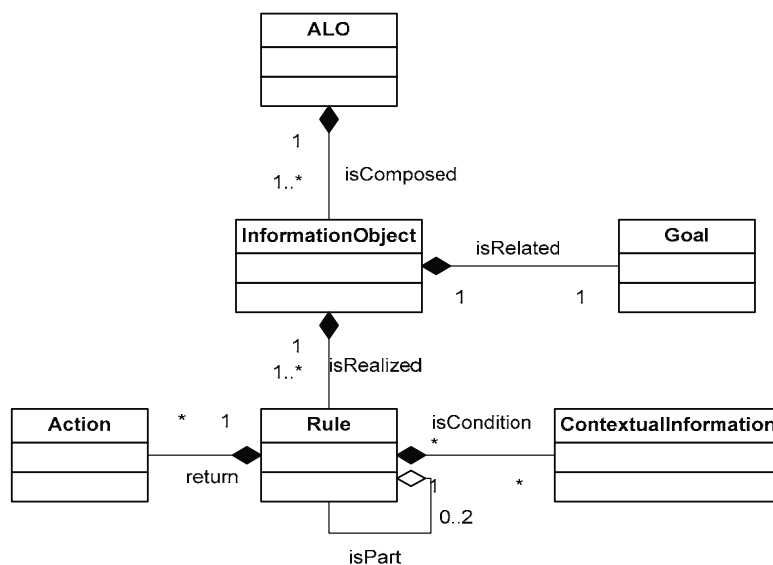 ALO
1
1..*
isComposed
InformationObject
isRelated
Goal
1
1
1
1..*
isRealized
Action
*
1
Rule
isCondition
ContextualInformation
*
return
1
*
0..2
isPart